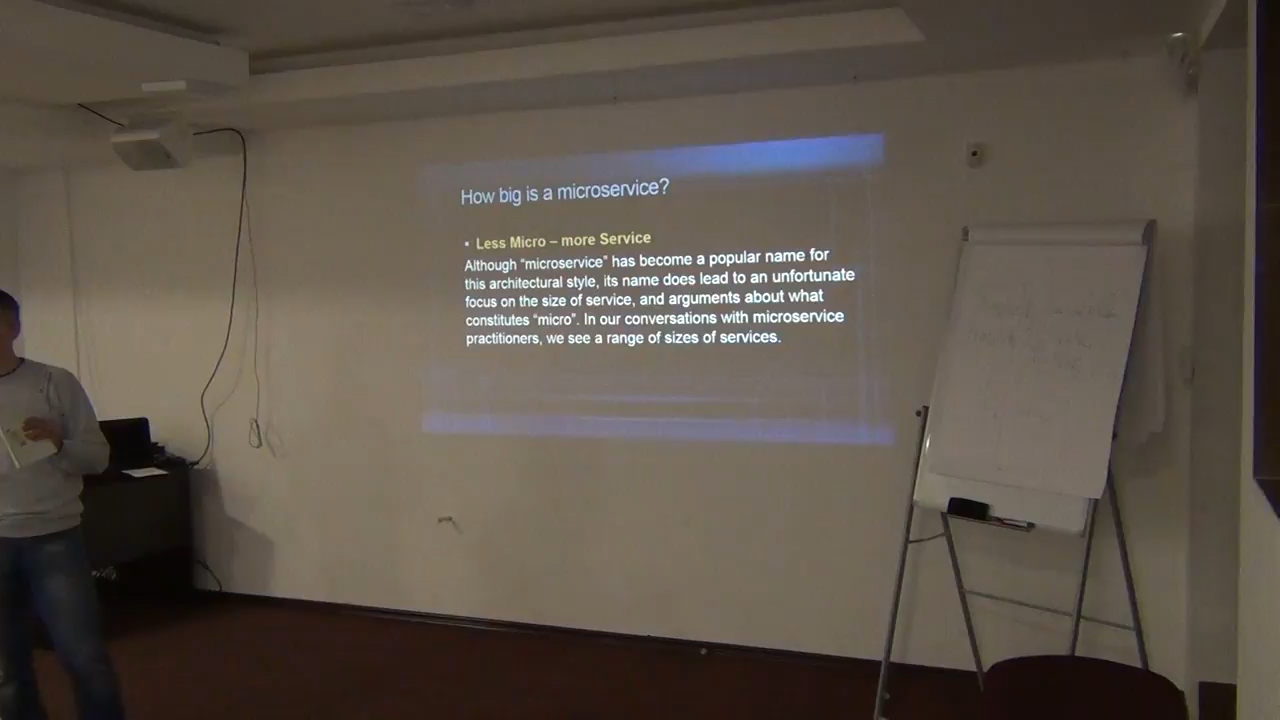 How big is a microservice?
▪ Less Micro – more Service
Although “microservice” has become a popular name for
this architectural style, its name does lead to an unfortunate
focus on the size of service, and arguments about what
constitutes “micro”. In our conversations with microservice
practitioners, we see a range of sizes of services.